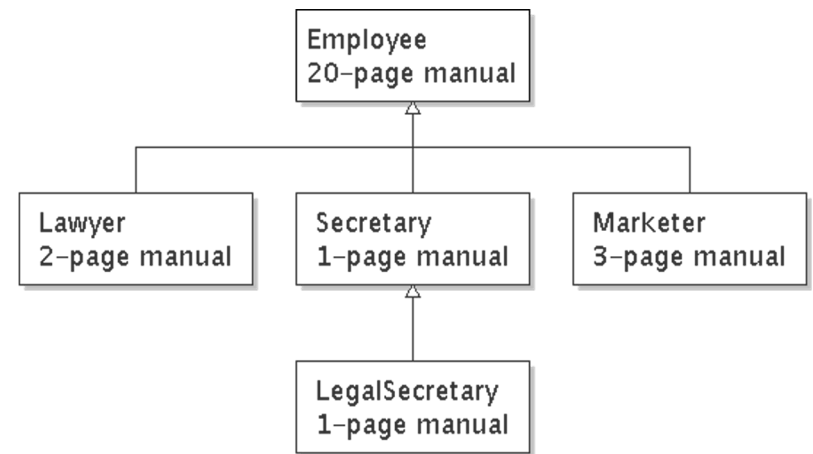 Employee
20-page manual
Lawyer
2-page manual
Secretary
1-page manual
Marketer
3-page manual
LegalSecretary
1-page manual